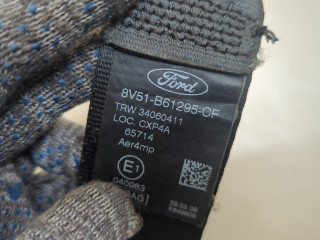 Ford
8V51-B61295-CF
TRW 34060411
LOC. CXP4A
65714
Aer4mp
E1
040983